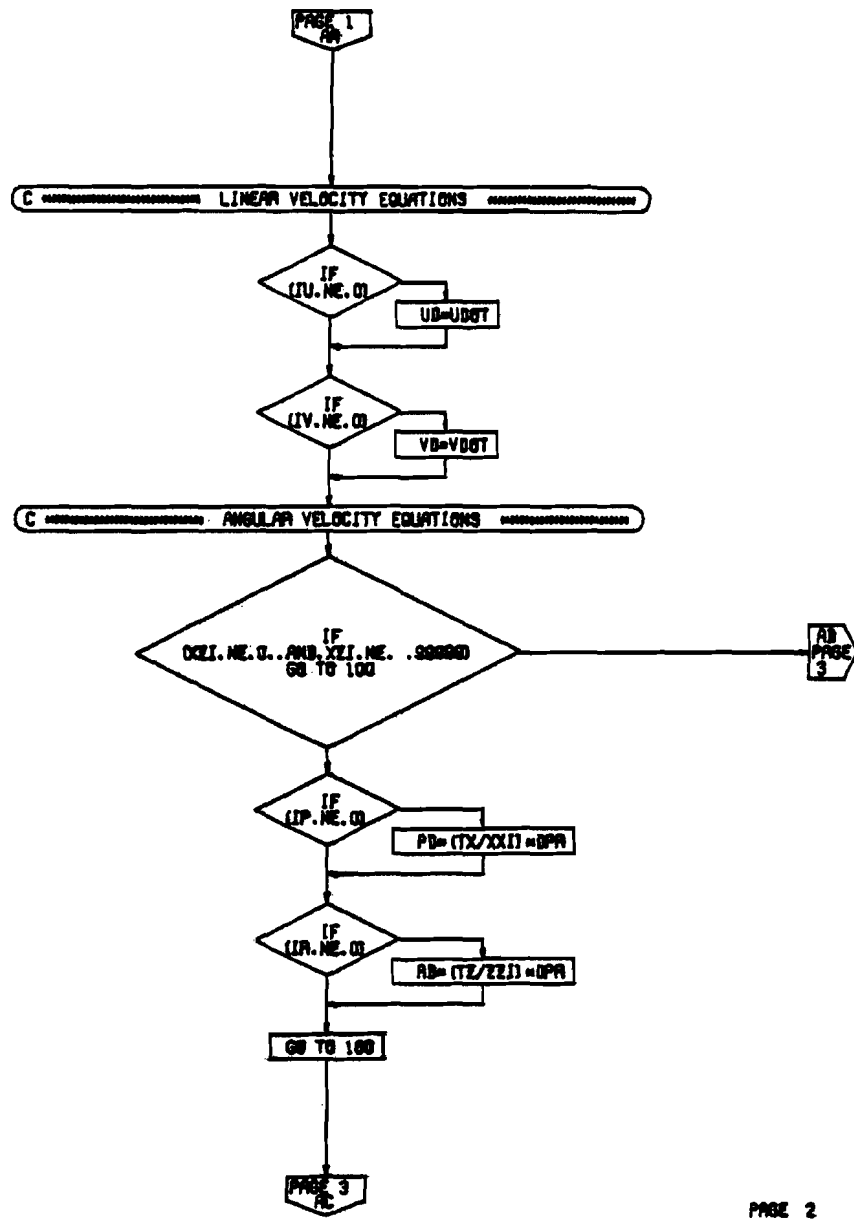 PAGE 1
AA
C LINEAR VELOCITY EQUATIONS
IF
(IU.NE.0)
UD=UDOT
IF
(IV.NE.0)
VD=VDOT
C ANGULAR VELOCITY EQUATIONS
IF
(XZI.NE.0..AND.XZI.NE. .99999)
GO TO 100
AB
PAGE
3
IF
(IP.NE.0)
PD=(TX/XXI)*DPR
IF
(IR.NE.0)
RD=(TZ/ZZI)*DPR
GO TO
PAGE 3
AC
PAGE 2